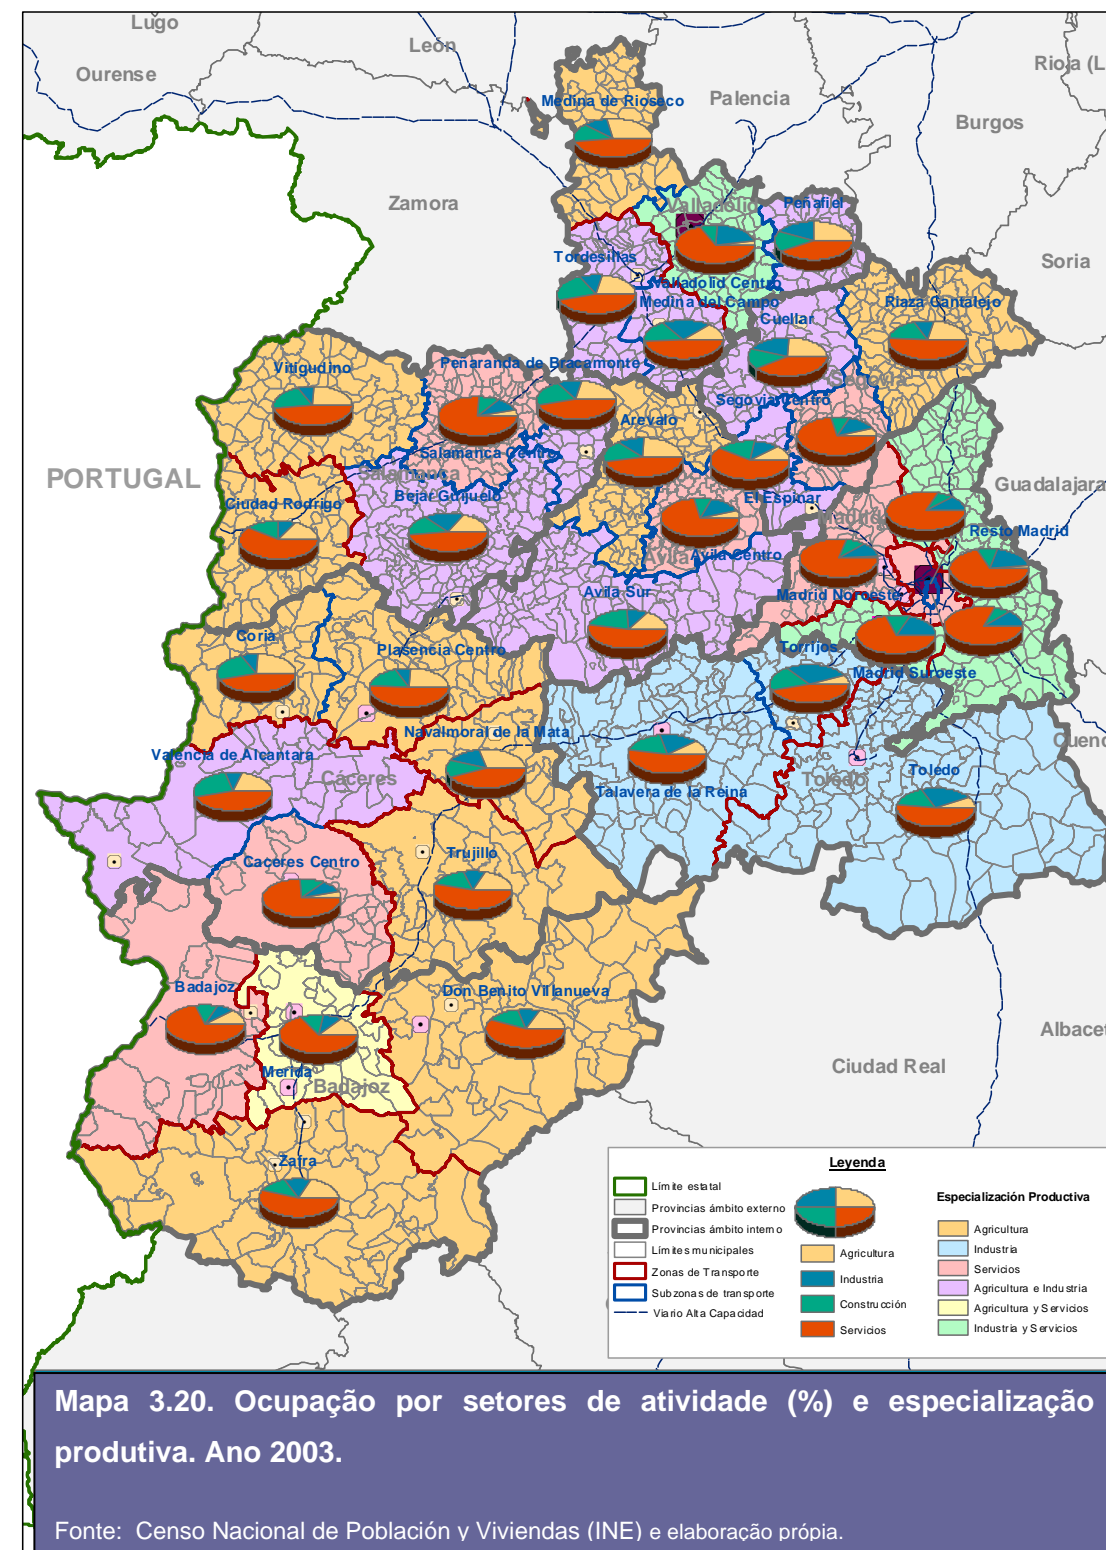 Lugo
León
Rioja (L
Ourense
Medina de Rioseco
Palencia
Burgos
Zamora
Valladolid
Peñafiel
Tordesillas
Soria
Valladolid Centro
Medina del Campo
Riaza Cantalejo
Cuellar
Peñaranda de Bracamonte
Vitigudino
Segovia
Segovia Centro
Arevalo
Salamanca Centro
Salamanca
PORTUGAL
Guadalajara
Bejar Guijuelo
El Espinar
Ciudad Rodrigo
Madrid
Resto Madrid
Avila
Avila Centro
Avila Sur
Madrid Noroeste
Coria
Plasencia Centro
Torrijos
Madrid Suroeste
Navalmoral de la Mata
Cuenc
Valencia de Alcantara
Cáceres
Toledo
Toledo
Talavera de la Reina
Caceres Centro
Trujillo
Badajoz
Don Benito Villanueva
Albacet
Ciudad Real
Merida
Badajoz
Zafra
Leyenda
Límite estatal
Provincias ámbito externo
Provincias ámbito interno
Límites municipales
Zonas de Transporte
Subzonas de transporte
Viario Alta Capacidad
Agricultura
Industria
Construcción
Servicios
Especialización Productiva
Agricultura
Industria
Servicios
Agricultura e Industria
Agricultura y Servicios
Industria y Servicios
Mapa 3.20. Ocupação por setores de atividade (%) e especialização
produtiva. Ano 2003.
Fonte: Censo Nacional de Población y Viviendas (INE) e elaboração própia.